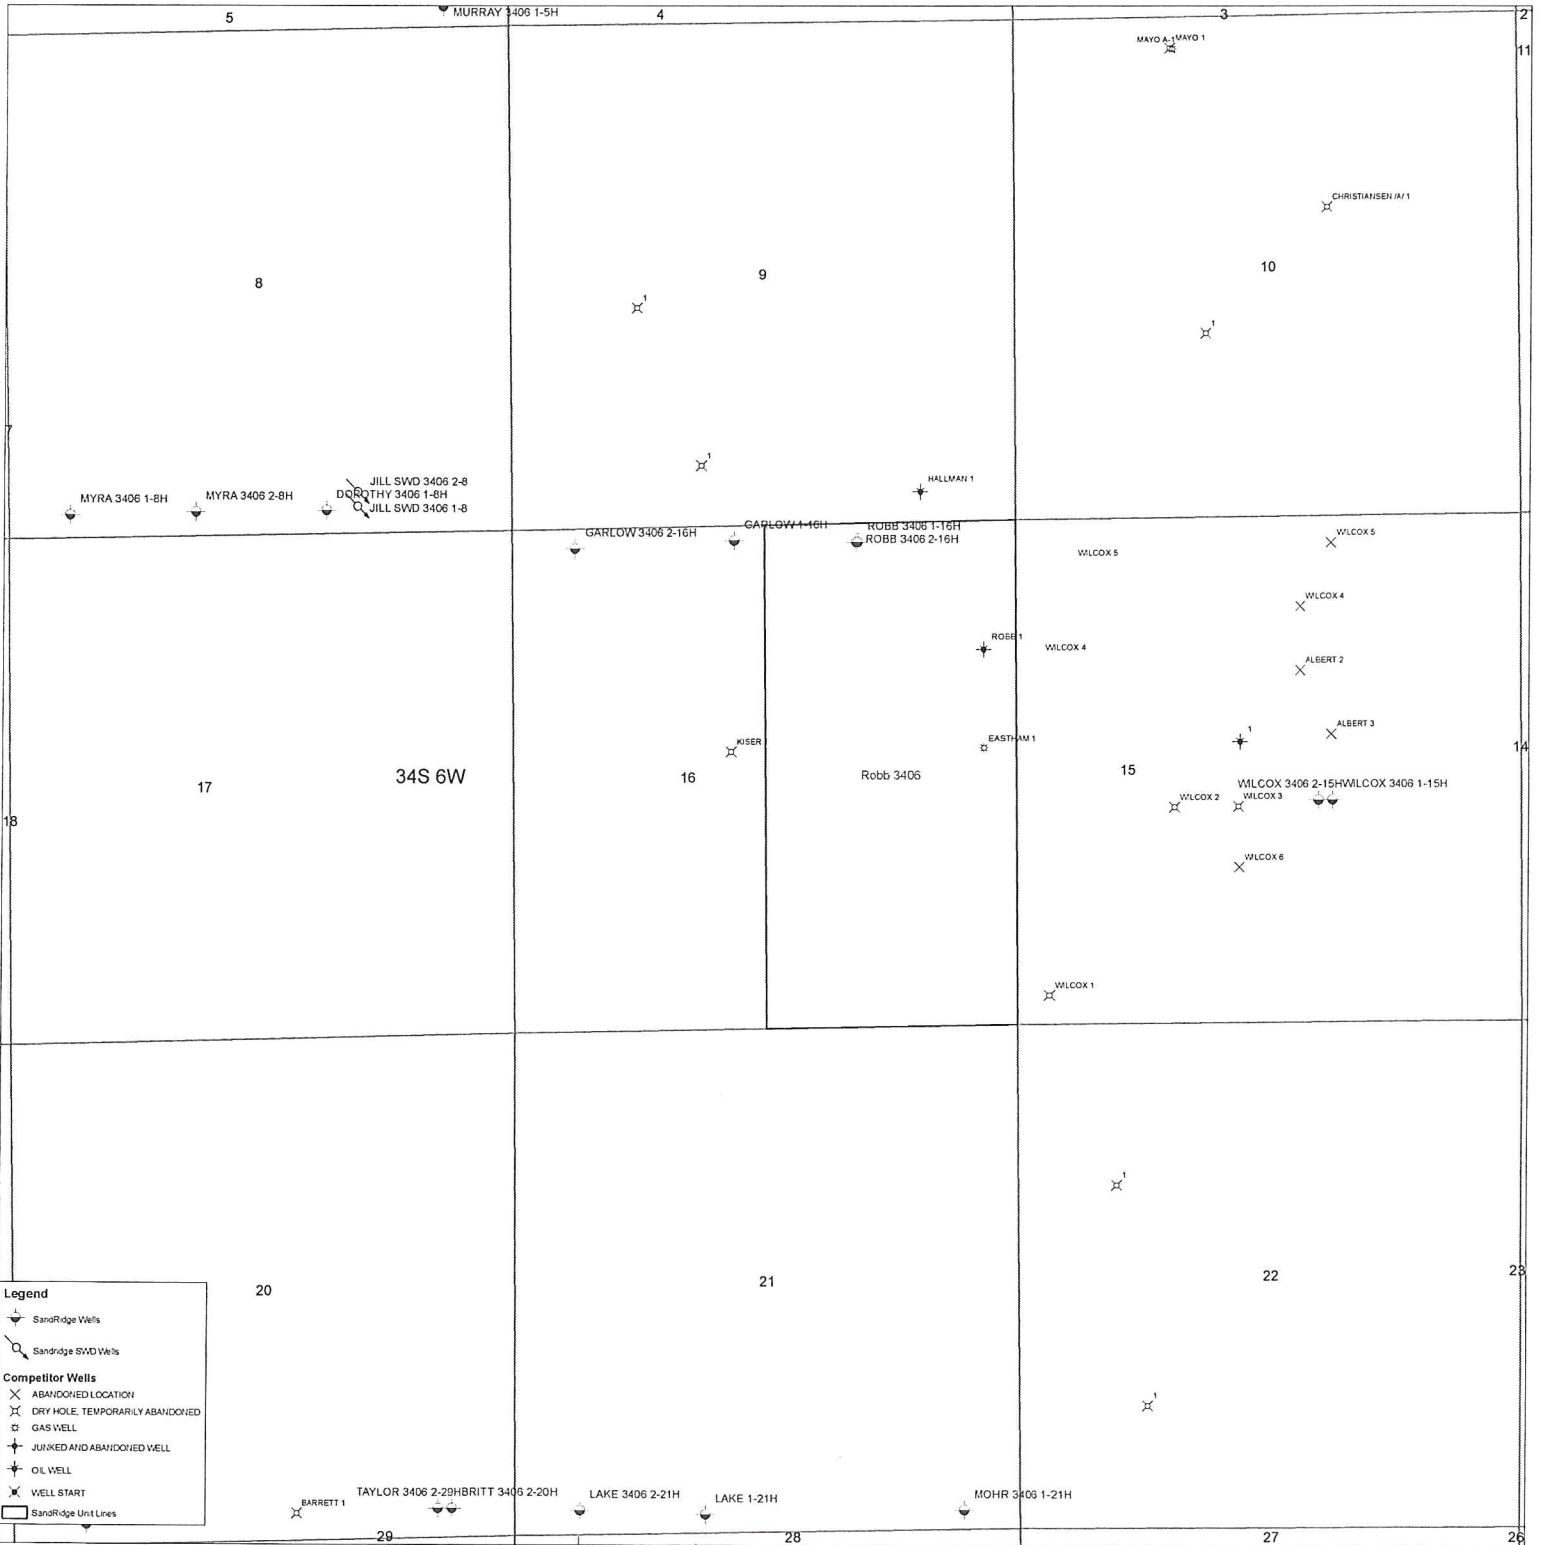 5
MURRAY 3406 1-5H
4
3
2
MAYO A-1
MAYO 1
11
CHRISTIANSEN /A/ 1
8
9
10
1
1
7
1
JILL SWD 3406 2-8
HALLMAN 1
MYRA 3406 1-8H
MYRA 3406 2-8H
DOROTHY 3406 1-8H
JILL SWD 3406 1-8
GARLOW 3406 2-16H
GARLOW 1-16H
ROBB 3406 1-16H
ROBB 3406 2-16H
WILCOX 5
WILCOX 5
WILCOX 4
ROBB 1
WILCOX 4
ALBERT 2
KISER
EASTHAM 1
1
ALBERT 3
14
17
34S 6W
16
Robb 3406
15
WILCOX 3406 2-15H
WILCOX 3406 1-15H
WILCOX 2
WILCOX 3
18
WILCOX 6
WILCOX 1
1
20
21
22
23
Legend
SandRidge Wells
Sandridge SWD Wells
Competitor Wells
ABANDONED LOCATION
DRY HOLE, TEMPORARILY ABANDONED
GAS WELL
JUNKED AND ABANDONED WELL
OIL WELL
WELL START
SandRidge Unit Lines
1
BARRETT 1
TAYLOR 3406 2-29H
BRITT 3406 2-20H
LAKE 3406 2-21H
LAKE 1-21H
MOHR 3406 1-21H
29
28
27
26